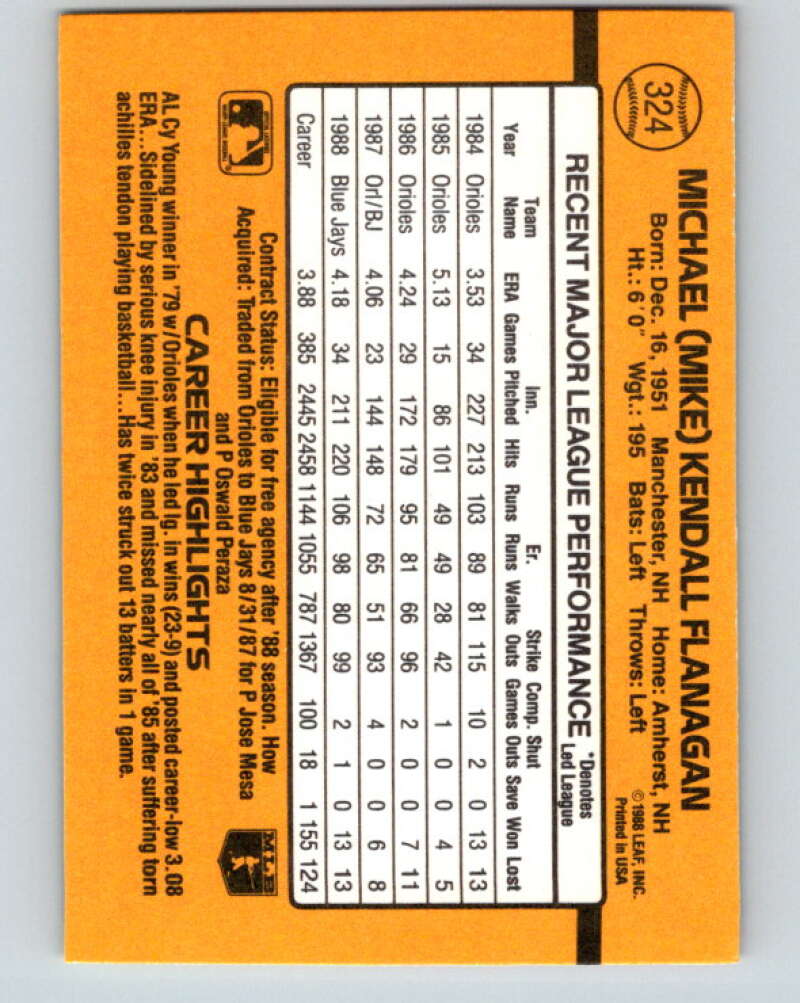 324
MICHAEL (MIKE) KENDALL FLANAGAN
Born: Dec. 16, 1951 Manchester, NH Home: Amherst, NH
Ht.: 6'0" Wgt.: 195 Bats: Left Throws: Left
© 1988 LEAF, INC.
Printed in USA
RECENT MAJOR LEAGUE PERFORMANCE *Denotes
Led League
Team Inn. Er. Strike Comp. Shut
Year Name ERA Games Pitched Hits Runs Runs Walks Outs Games Outs Save Won Lost
1984 Orioles 3.53 34 227 213 103 89 81 115 10 2 0 13 13
1985 Orioles 5.13 15 86 101 49 49 28 42 1 0 0 4 5
1986 Orioles 4.24 29 172 179 95 81 66 96 2 0 0 7 11
1987 Orl/BJ 4.06 23 144 148 72 65 51 93 4 0 0 6 8
1988 Blue Jays 4.18 34 211 220 106 98 80 99 2 1 0 13 13
Career 3.88 385 2445 2458 1144 1055 787 1367 100 18 1 155 124
Contract Status: Eligible for free agency after '88 season. How
Acquired: Traded from Orioles to Blue Jays 8/31/87 for P Jose Mesa
and P Oswald Peraza
MLB
CAREER HIGHLIGHTS
AL Cy Young winner in '79 w/Orioles when he led lg. in wins (23-9) and posted career-low 3.08
ERA...Sidelined by serious knee injury in '83 and missed nearly all of '85 after suffering torn
achilles tendon playing basketball...Has twice struck out 13 batters in 1 game.